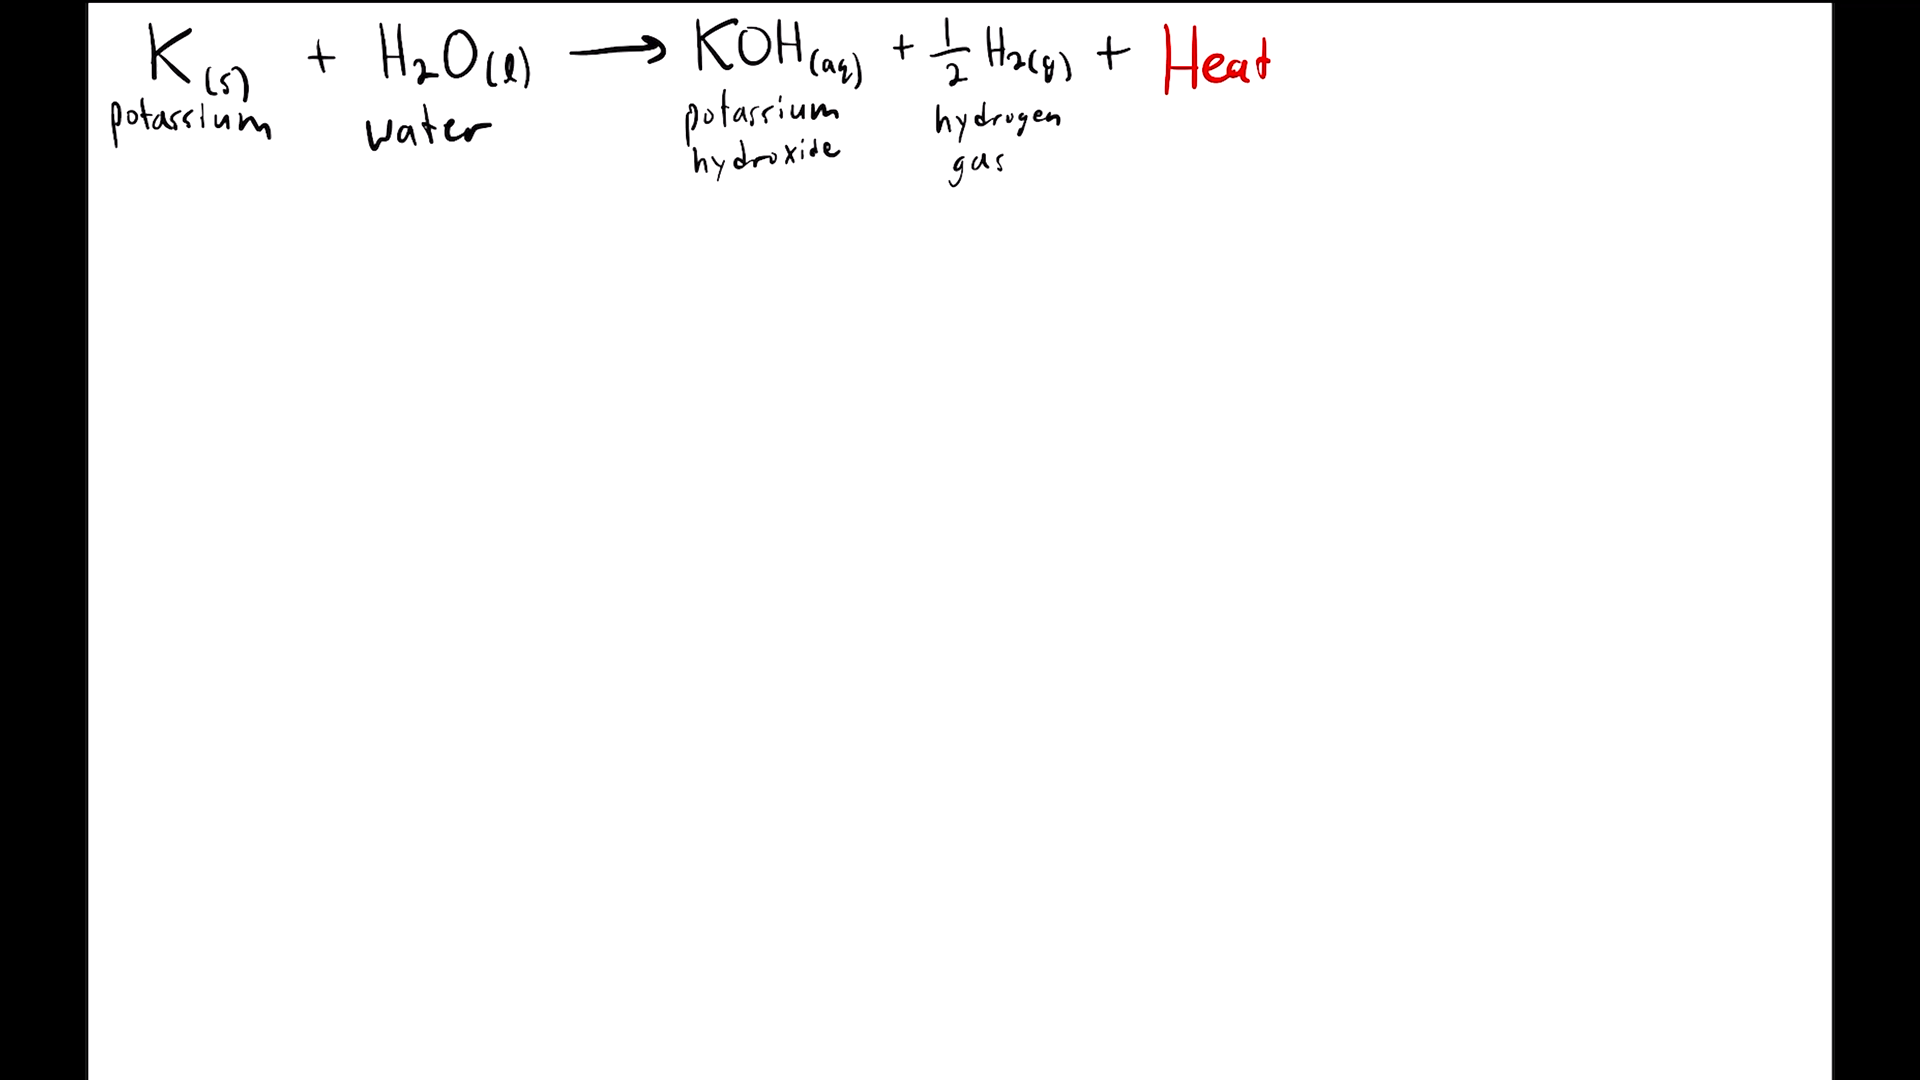 K(s) + H₂O(l) ⟶ KOH(aq) + ½ H₂(g) + Heat
potassium water potassium hydrogen
hydroxide gas